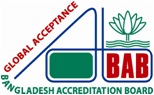 GLOBAL ACCEPTANCE
BAB
BANGLADESH ACCREDITATION BOARD